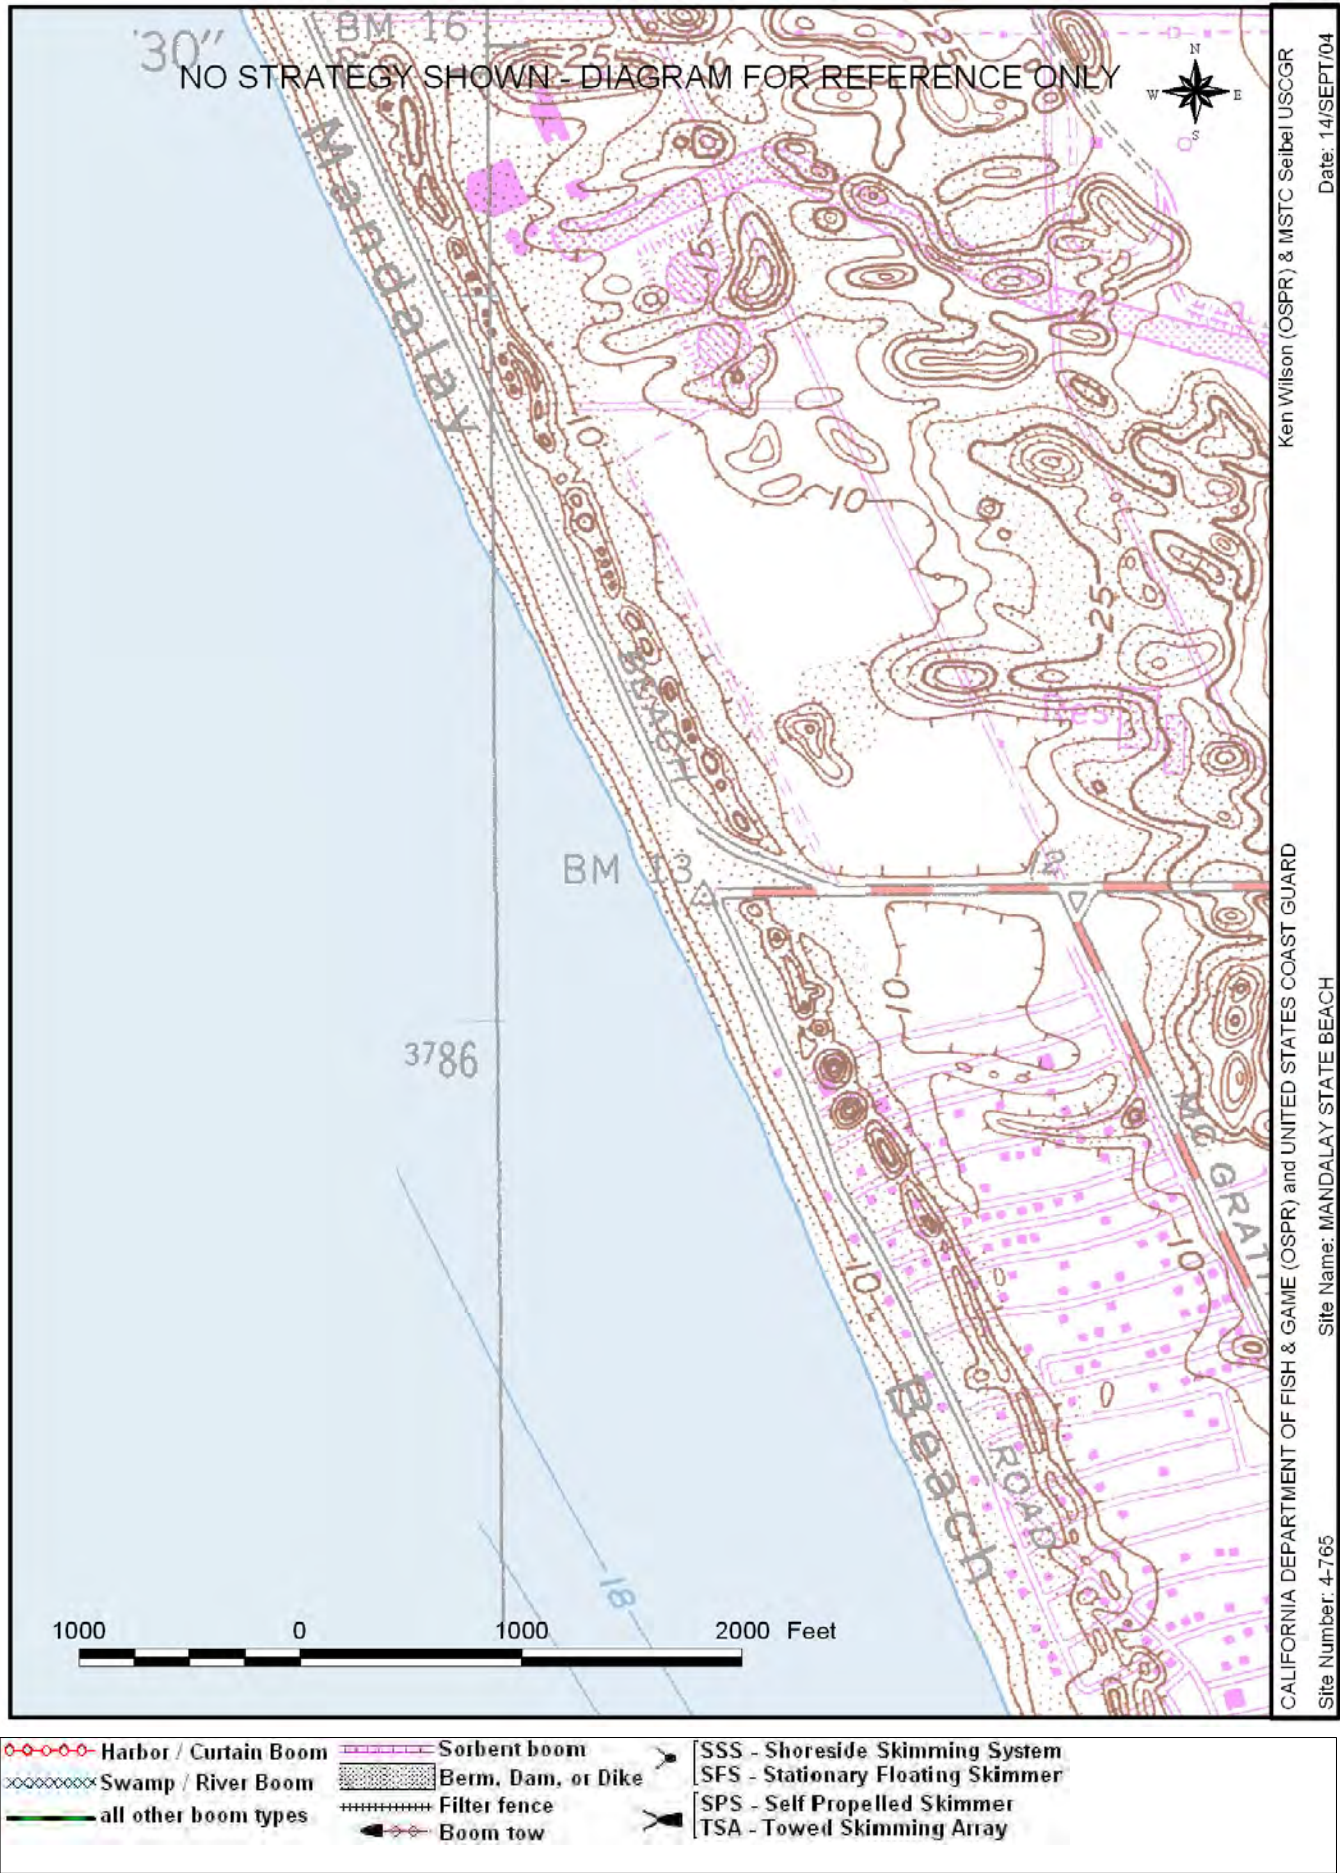 '30"
BM 16
NO STRATEGY SHOWN - DIAGRAM FOR REFERENCE ONLY
N
W E
S
25
25
Mandalay
15
10
10
25
BEACH
BM 13
12
10
3786
MC GRATH
10
10
Beach
ROAD
18
1000 0 1000 2000 Feet
Ken Wilson (OSPR) & MSTC Seibel USCGR
Date: 14/SEPT/04
CALIFORNIA DEPARTMENT OF FISH & GAME (OSPR) and UNITED STATES COAST GUARD
Site Name: MANDALAY STATE BEACH
Site Number: 4-765
Harbor / Curtain Boom
Swamp / River Boom
all other boom types
Sorbent boom
Berm, Dam, or Dike
Filter fence
Boom tow
SSS - Shoreside Skimming System
SFS - Stationary Floating Skimmer
SPS - Self Propelled Skimmer
TSA - Towed Skimming Array